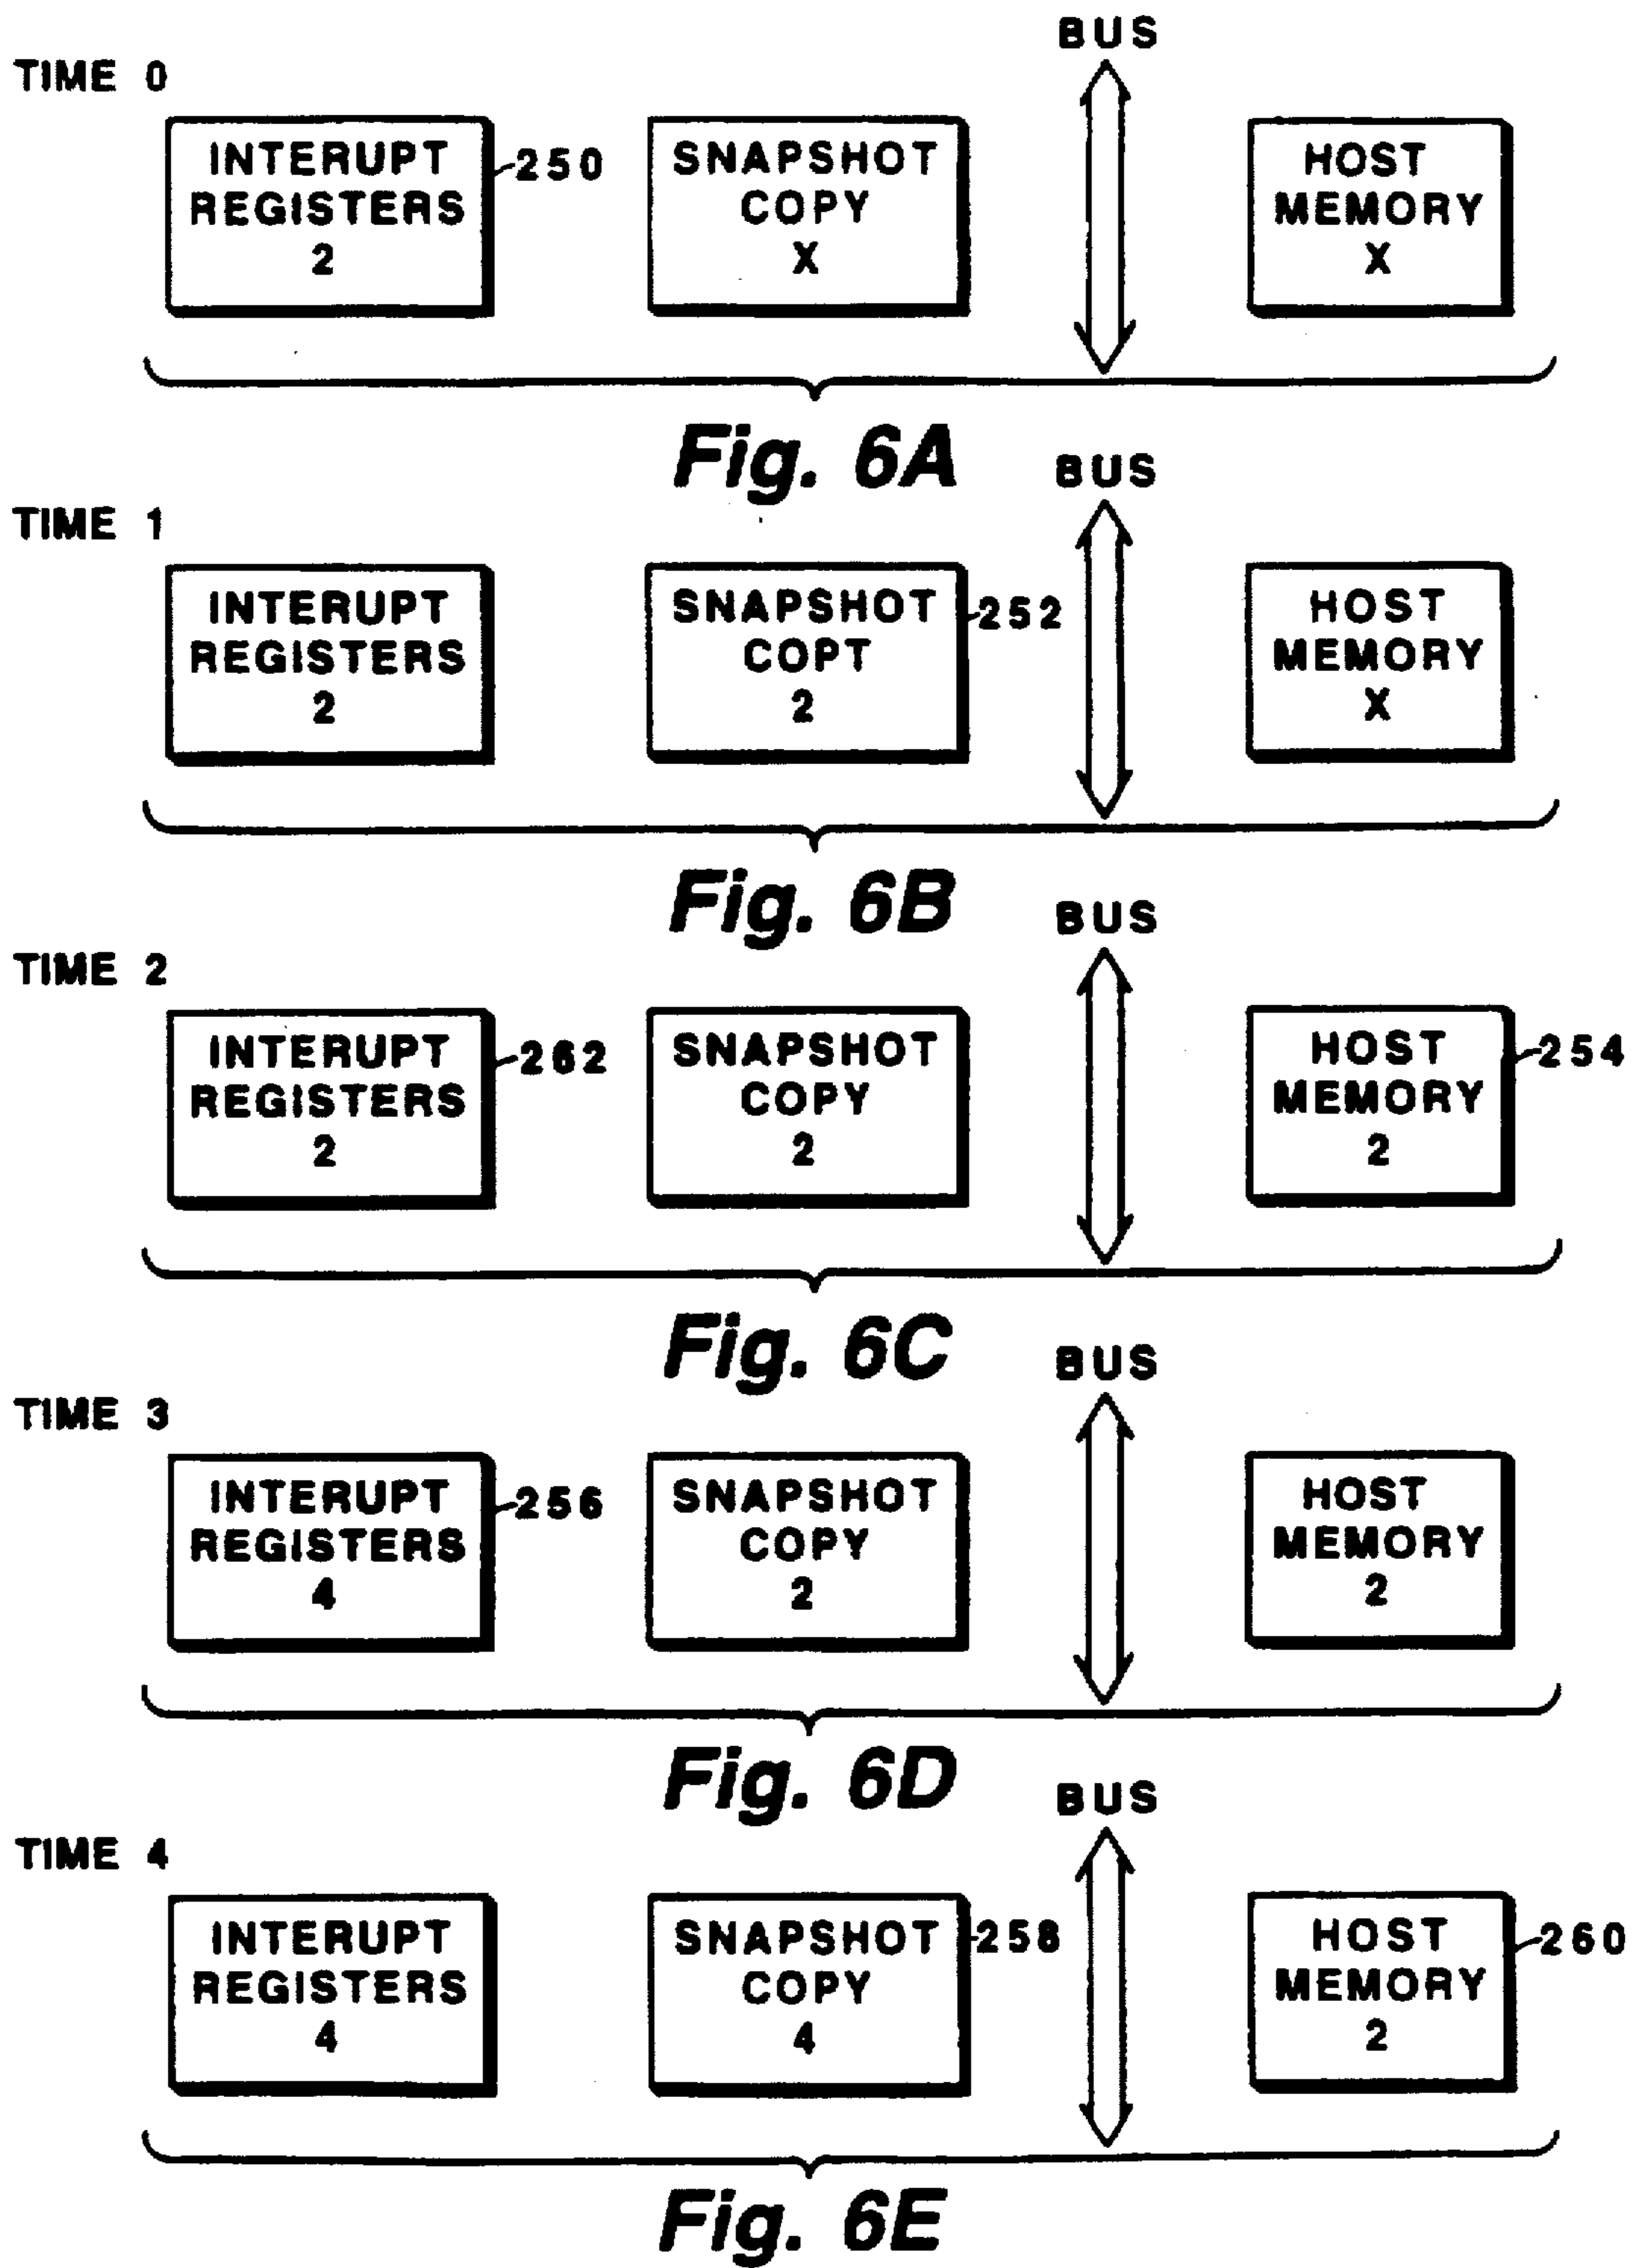 BUS
TIME 0
INTERUPT
REGISTERS
2
250
SNAPSHOT
COPY
X
HOST
MEMORY
X
Fig. 6A
BUS
TIME 1
INTERUPT
REGISTERS
2
SNAPSHOT
COPT
2
252
HOST
MEMORY
X
Fig. 6B
BUS
TIME 2
INTERUPT
REGISTERS
2
262
SNAPSHOT
COPY
2
HOST
MEMORY
2
254
Fig. 6C
BUS
TIME 3
INTERUPT
REGISTERS
4
256
SNAPSHOT
COPY
2
HOST
MEMORY
2
Fig. 6D
BUS
TIME 4
INTERUPT
REGISTERS
4
SNAPSHOT
COPY
4
258
HOST
MEMORY
2
260
Fig. 6E